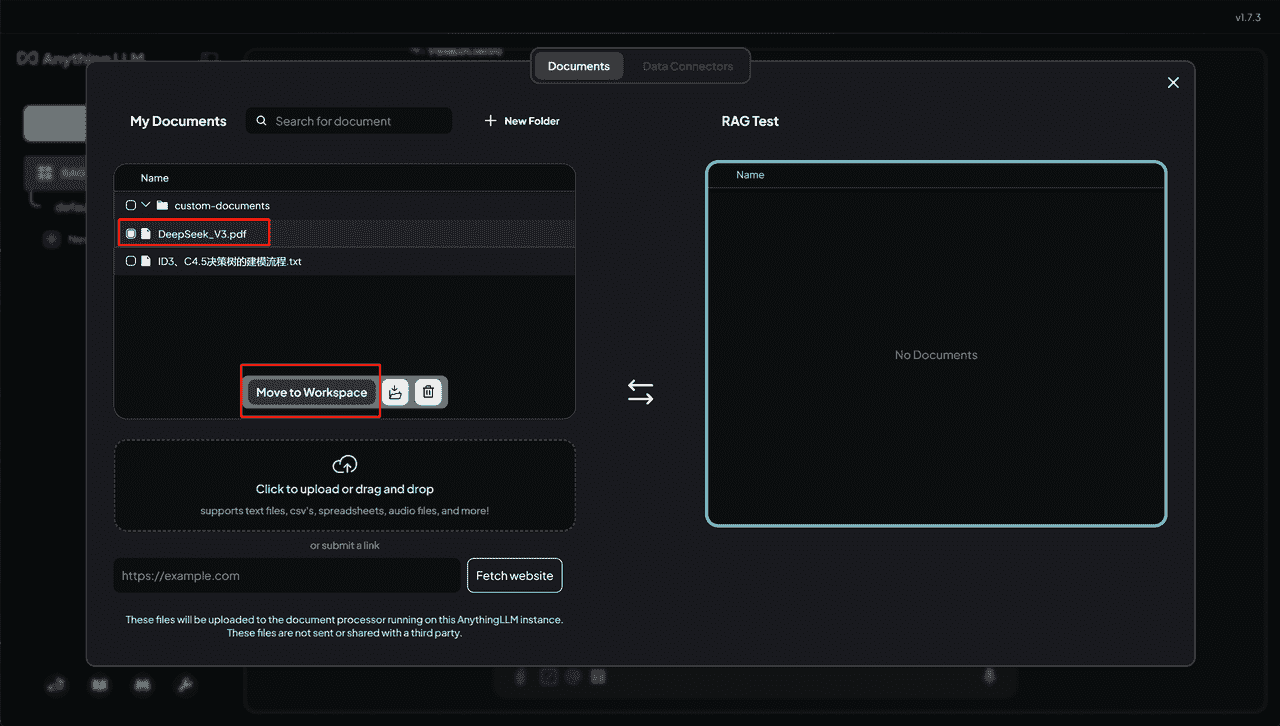 v1.7.3
AnythingLLM
Documents
Data Connectors
My Documents
Search for document
New Folder
Name
custom-documents
DeepSeek_V3.pdf
ID3、C4.5决策树的建模流程.txt
Move to Workspace
Click to upload or drag and drop
supports text files, csv's, spreadsheets, audio files, and more!
or submit a link
https://example.com
Fetch website
These files will be uploaded to the document processor running on this AnythingLLM instance.
These files are not sent or shared with a third party.
RAG Test
Name
No Documents